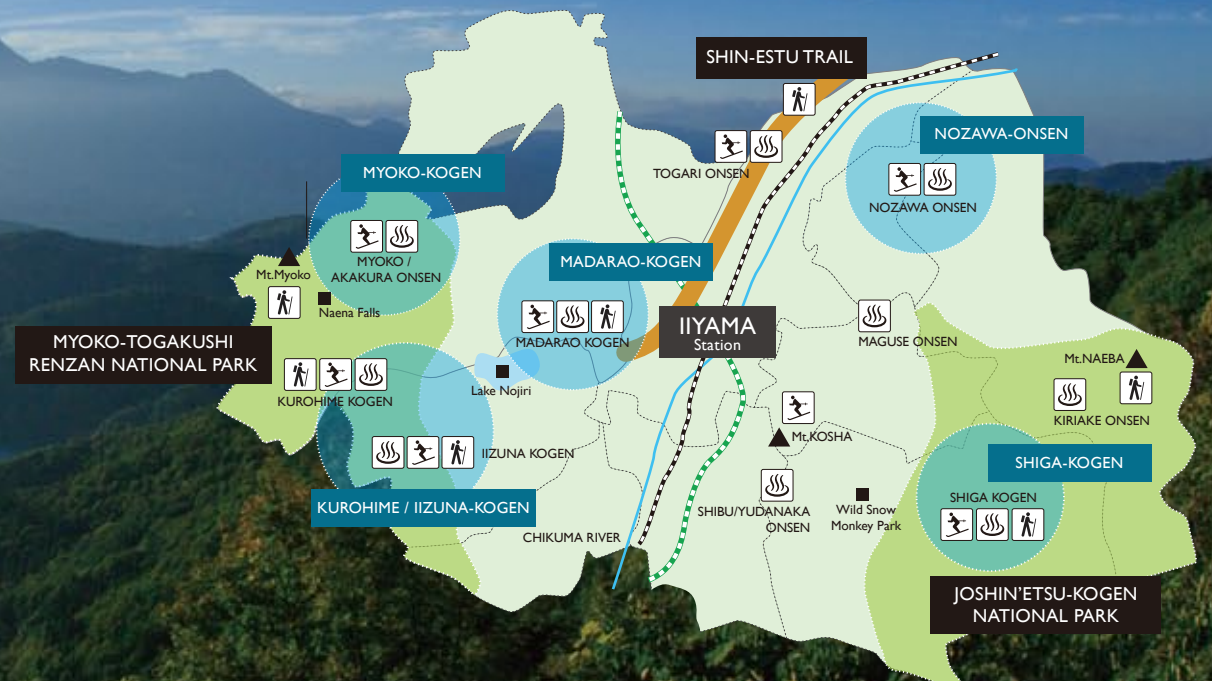 SHIN-ESTU TRAIL
NOZAWA-ONSEN
MYOKO-KOGEN
TOGARI ONSEN
NOZAWA ONSEN
MYOKO /
AKAKURA ONSEN
MADARAO-KOGEN
Mt.Myoko
Naena Falls
MYOKO-TOGAKUSHI
RENZAN NATIONAL PARK
MADARAO KOGEN
IIYAMA
Station
MAGUSE ONSEN
Mt.NAEBA
KIRIAKE ONSEN
Lake Nojiri
KUROHIME KOGEN
Mt.KOSHA
IIZUNA KOGEN
SHIGA-KOGEN
KUROHIME / IIZUNA-KOGEN
SHIBU/YUDANAKA
ONSEN
Wild Snow
Monkey Park
SHIGA KOGEN
CHIKUMA RIVER
JOSHIN'ETSU-KOGEN
NATIONAL PARK